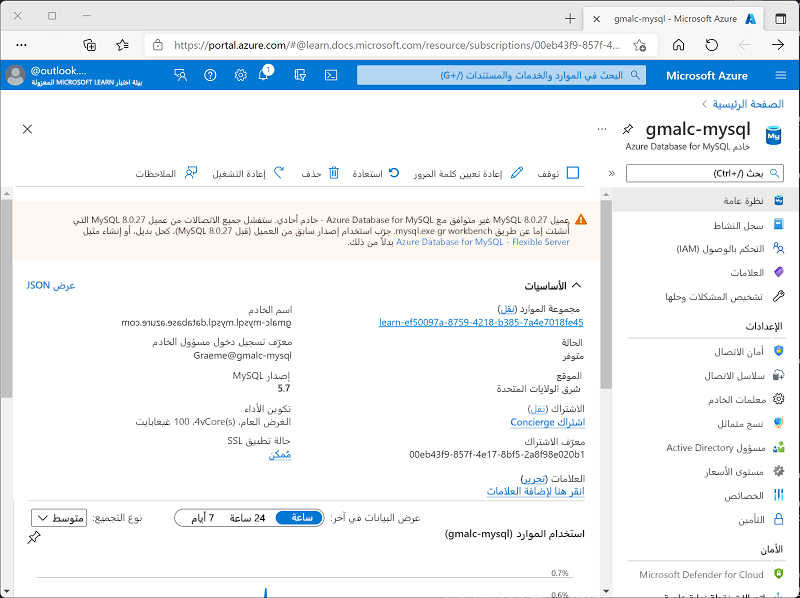 gmalc-mysql - Microsoft Azure
https://portal.azure.com/#@learn.docs.microsoft.com/resource/subscriptions/00eb43f9-857f-4...
Microsoft Azure
البحث في الموارد والخدمات والمستندات (/+G)
1
@outlook....
بيئة اختبار MICROSOFT LEARN المعزولة
الصفحة الرئيسية
gmalc-mysql
خادم Azure Database for MySQL
بحث (/+Ctrl)
نظرة عامة
سجل النشاط
التحكم بالوصول (IAM)
العلامات
تشخيص المشكلات وحلها
الإعدادات
أمان الاتصال
سلاسل الاتصال
معلمات الخادم
نسخ متماثل
مسؤول Active Directory
مستوى الأسعار
الخصائص
التأمين
الأمان
Microsoft Defender for Cloud
توقف
إعادة تعيين كلمة المرور
استعادة
حذف
إعادة التشغيل
الملاحظات
عميل MySQL 8.0.27 غير متوافق مع Azure Database for MySQL - خادم أحادي. ستفشل جميع الاتصالات من عميل MySQL 8.0.27 التي
أنشئت إما عن طريق mysql.exe gr workbench. جرّب استخدام إصدار سابق من العميل (قبل MySQL 8.0.27). كحل بديل، أو إنشاء مثيل
Azure Database for MySQL - Flexible Server بدلاً من ذلك.
الأساسيات
عرض JSON
مجموعة الموارد (نقل)
learn-ef50097a-8759-4218-b385-7a4e7018fe45
الحالة
متوفر
الموقع
شرق الولايات المتحدة
الاشتراك (نقل)
اشتراك Concierge
معرّف الاشتراك
00eb43f9-857f-4e17-8bf5-2a8f98e020b1
العلامات (تحرير)
انقر هنا لإضافة العلامات
اسم الخادم
gmalc-mysql.mysql.database.azure.com
معرّف تسجيل دخول مسؤول الخادم
Graeme@gmalc-mysql
إصدار MySQL
5.7
تكوين الأداء
الغرض العام، 4vCore(s)، 100 غيغابايت
حالة تطبيق SSL
مُمكن
عرض البيانات في آخر:
ساعة
24 ساعة
7 أيام
نوع التجميع:
متوسط
استخدام الموارد (gmalc-mysql)
0.7%
0.6%